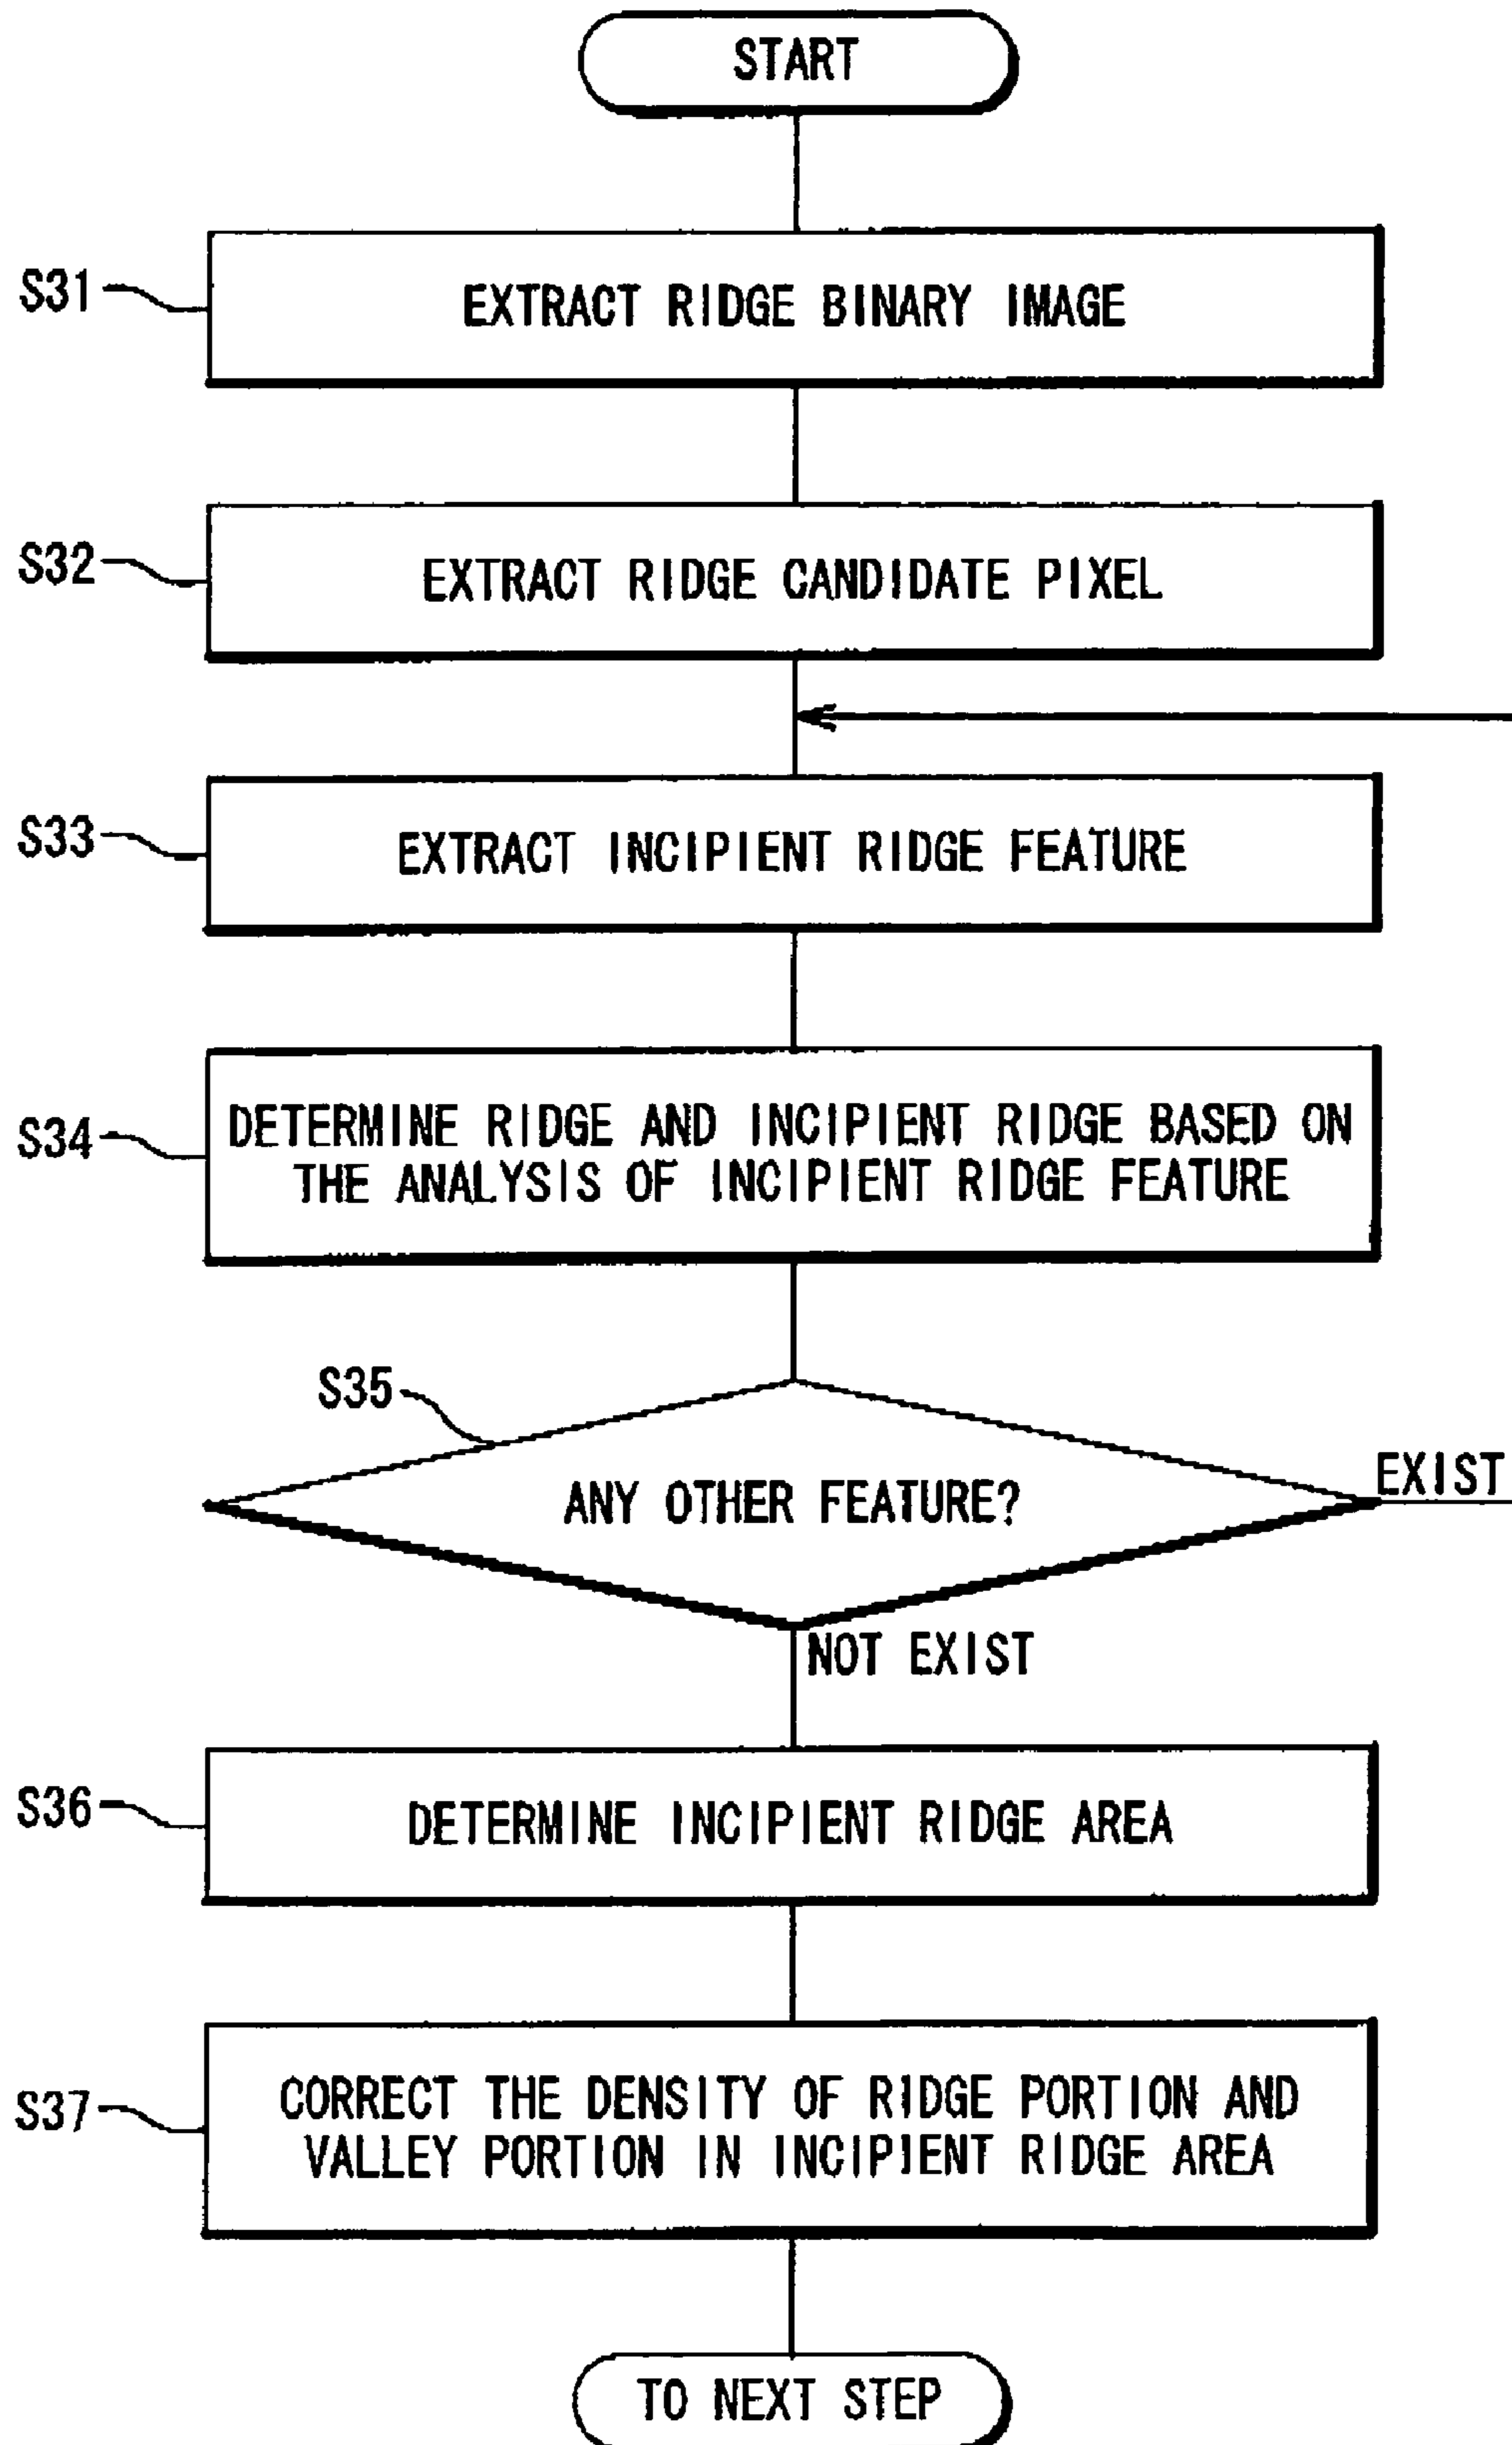 START
S31
EXTRACT RIDGE BINARY IMAGE
S32
EXTRACT RIDGE CANDIDATE PIXEL
S33
EXTRACT INCIPIENT RIDGE FEATURE
S34
DETERMINE RIDGE AND INCIPIENT RIDGE BASED ON
THE ANALYSIS OF INCIPIENT RIDGE FEATURE
S35
ANY OTHER FEATURE?
EXIST
NOT EXIST
S36
DETERMINE INCIPIENT RIDGE AREA
S37
CORRECT THE DENSITY OF RIDGE PORTION AND
VALLEY PORTION IN INCIPIENT RIDGE AREA
TO NEXT STEP